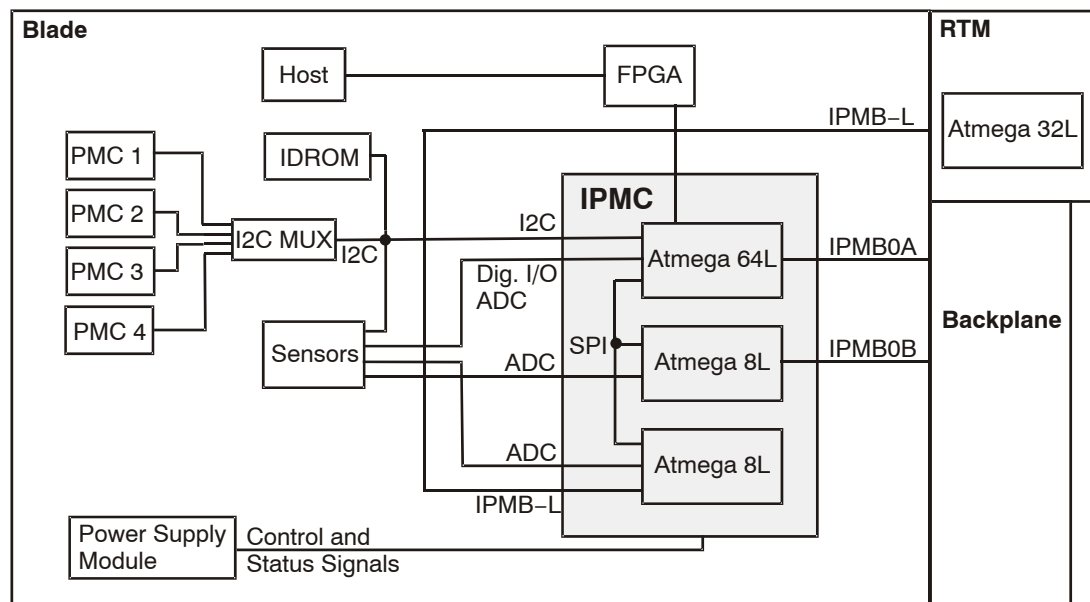 Blade
RTM
Host
FPGA
IPMB–L
Atmega 32L
PMC 1
IDROM
IPMC
PMC 2
I2C
I2C MUX
I2C
Atmega 64L
IPMB0A
PMC 3
Dig. I/O
ADC
PMC 4
Backplane
Sensors
SPI
ADC
Atmega 8L
IPMB0B
ADC
Atmega 8L
IPMB–L
Power Supply
Module
Control and
Status Signals